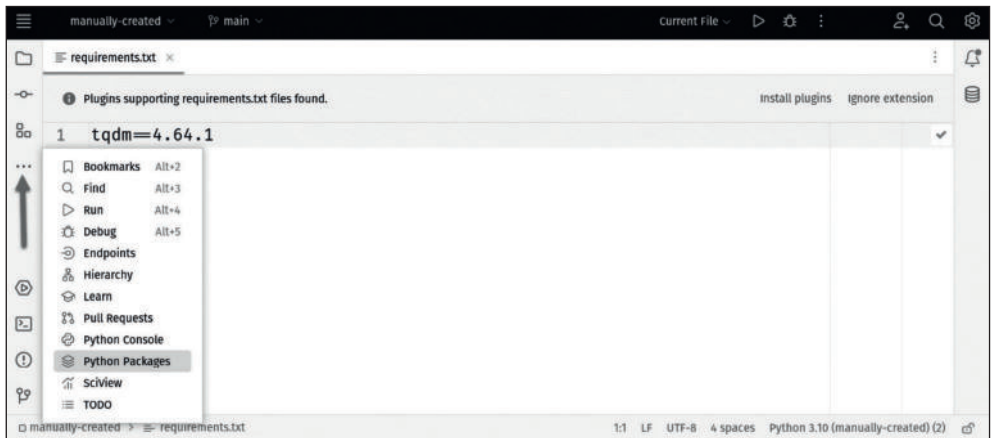 manually-created main Current File
requirements.txt
Plugins supporting requirements.txt files found. Install plugins Ignore extension
1 tqdm==4.64.1
Bookmarks Alt+2
Find Alt+3
Run Alt+4
Debug Alt+5
Endpoints
Hierarchy
Learn
Pull Requests
Python Console
Python Packages
SciView
TODO
manually-created > requirements.txt 1:1 LF UTF-8 4 spaces Python 3.10 (manually-created) (2)